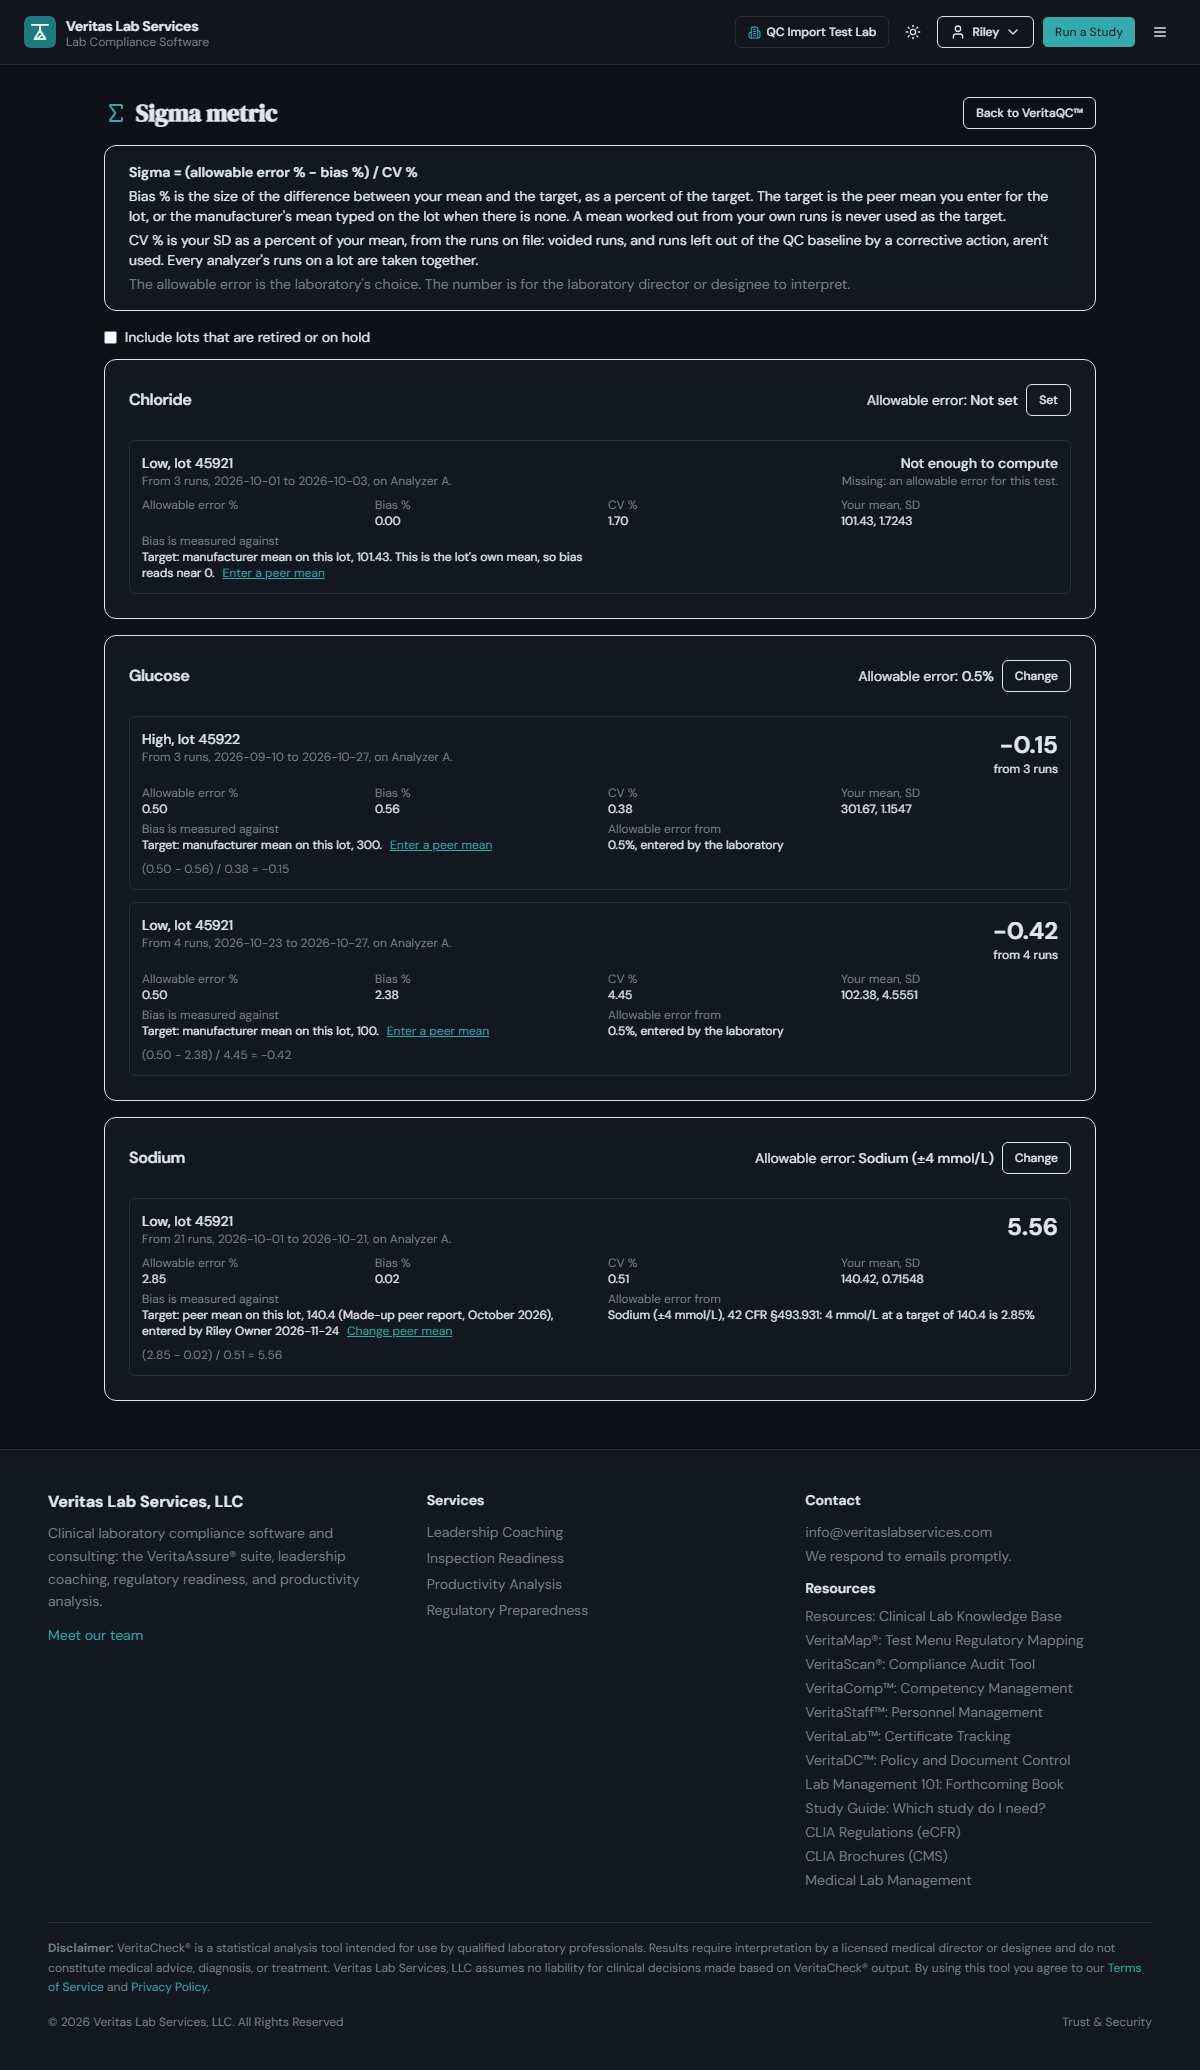 Veritas Lab Services
Lab Compliance Software
QC Import Test Lab
Riley
Run a Study
Σ Sigma metric
Back to VeritaQC™
Sigma = (allowable error % - bias %) / CV %
Bias % is the size of the difference between your mean and the target, as a percent of the target. The target is the peer mean you enter for the
lot, or the manufacturer's mean typed on the lot when there is none. A mean worked out from your own runs is never used as the target.
CV % is your SD as a percent of your mean, from the runs on file: voided runs, and runs left out of the QC baseline by a corrective action, aren't
used. Every analyzer's runs on a lot are taken together.
The allowable error is the laboratory's choice. The number is for the laboratory director or designee to interpret.
Include lots that are retired or on hold
Chloride
Allowable error: Not set
Set
Low, lot 45921
From 3 runs, 2026-10-01 to 2026-10-03, on Analyzer A.
Not enough to compute
Missing: an allowable error for this test.
Allowable error %
Bias %
0.00
CV %
1.70
Your mean, SD
101.43, 1.7243
Bias is measured against
Target: manufacturer mean on this lot, 101.43. This is the lot's own mean, so bias
reads near 0. Enter a peer mean
Glucose
Allowable error: 0.5%
Change
High, lot 45922
From 3 runs, 2026-09-10 to 2026-10-27, on Analyzer A.
-0.15
from 3 runs
Allowable error %
0.50
Bias %
0.56
CV %
0.38
Your mean, SD
301.67, 1.1547
Bias is measured against
Target: manufacturer mean on this lot, 300. Enter a peer mean
Allowable error from
0.5%, entered by the laboratory
(0.50 - 0.56) / 0.38 = -0.15
Low, lot 45921
From 4 runs, 2026-10-23 to 2026-10-27, on Analyzer A.
-0.42
from 4 runs
Allowable error %
0.50
Bias %
2.38
CV %
4.45
Your mean, SD
102.38, 4.5551
Bias is measured against
Target: manufacturer mean on this lot, 100. Enter a peer mean
Allowable error from
0.5%, entered by the laboratory
(0.50 - 2.38) / 4.45 = -0.42
Sodium
Allowable error: Sodium (±4 mmol/L)
Change
Low, lot 45921
From 21 runs, 2026-10-01 to 2026-10-21, on Analyzer A.
5.56
Allowable error %
2.85
Bias %
0.02
CV %
0.51
Your mean, SD
140.42, 0.71548
Bias is measured against
Target: peer mean on this lot, 140.4 (Made-up peer report, October 2026),
entered by Riley Owner 2026-11-24 Change peer mean
Allowable error from
Sodium (±4 mmol/L), 42 CFR §493.931: 4 mmol/L at a target of 140.4 is 2.85%
(2.85 - 0.02) / 0.51 = 5.56
Veritas Lab Services, LLC
Clinical laboratory compliance software and
consulting: the VeritaAssure® suite, leadership
coaching, regulatory readiness, and productivity
analysis.
Meet our team
Services
Leadership Coaching
Inspection Readiness
Productivity Analysis
Regulatory Preparedness
Contact
info@veritaslabservices.com
We respond to emails promptly.
Resources
Resources: Clinical Lab Knowledge Base
VeritaMap®: Test Menu Regulatory Mapping
VeritaScan®: Compliance Audit Tool
VeritaComp™: Competency Management
VeritaStaff™: Personnel Management
VeritaLab™: Certificate Tracking
VeritaDC™: Policy and Document Control
Lab Management 101: Forthcoming Book
Study Guide: Which study do I need?
CLIA Regulations (eCFR)
CLIA Brochures (CMS)
Medical Lab Management
Disclaimer: VeritaCheck® is a statistical analysis tool intended for use by qualified laboratory professionals. Results require interpretation by a licensed medical director or designee and do not
constitute medical advice, diagnosis, or treatment. Veritas Lab Services, LLC assumes no liability for clinical decisions made based on VeritaCheck® output. By using this tool you agree to our Terms
of Service and Privacy Policy.
© 2026 Veritas Lab Services, LLC. All Rights Reserved
Trust & Security